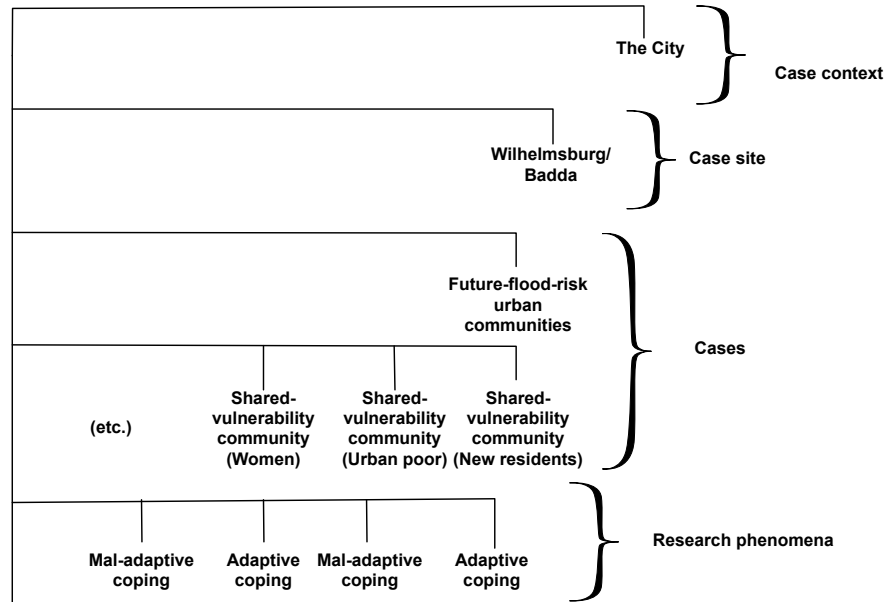 The City
Case context
Wilhelmsburg/
Badda
Case site
Future-flood-risk
urban
communities
Cases
(etc.)
Shared-
vulnerability
community
(Women)
Shared-
vulnerability
community
(Urban poor)
Shared-
vulnerability
community
(New residents)
Mal-adaptive
coping
Adaptive
coping
Mal-adaptive
coping
Adaptive
coping
Research phenomena